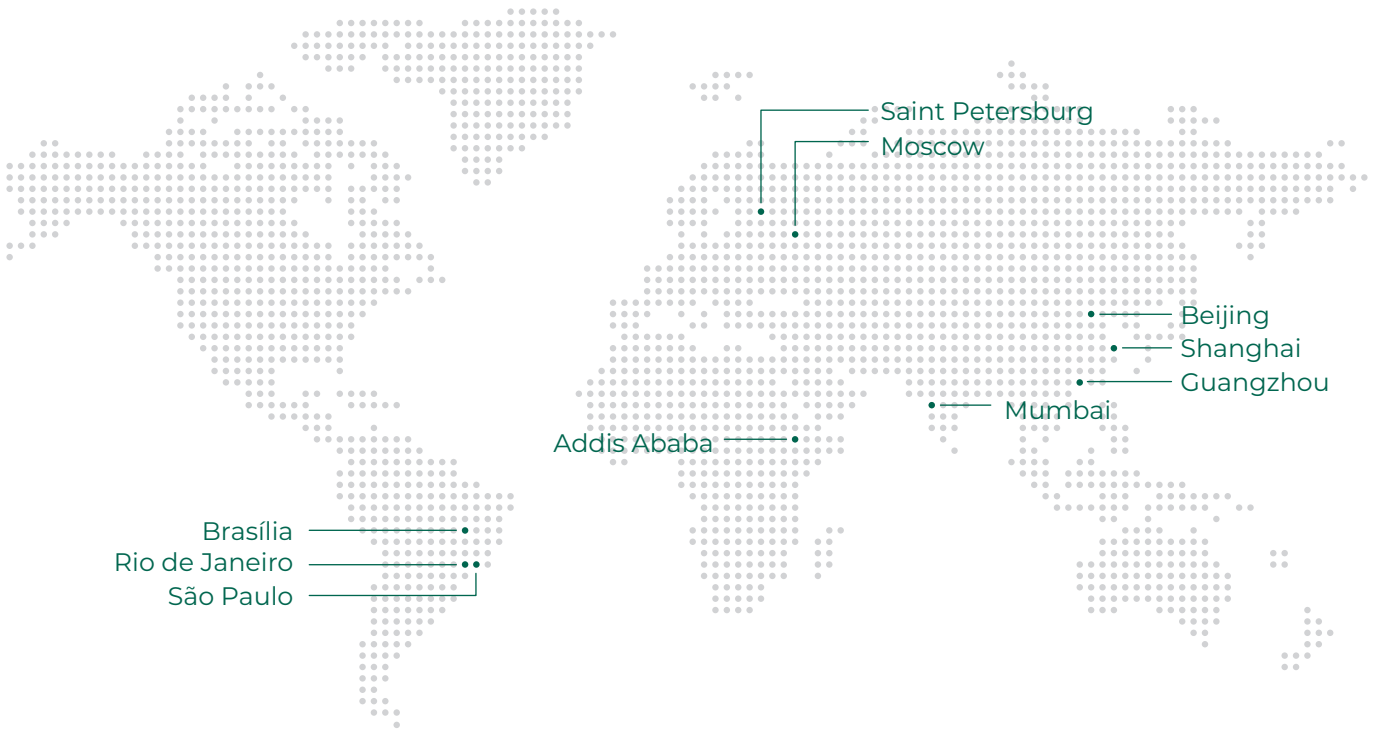 Saint Petersburg
Moscow
Beijing
Shanghai
Guangzhou
Mumbai
Addis Ababa
Brasília
Rio de Janeiro
São Paulo